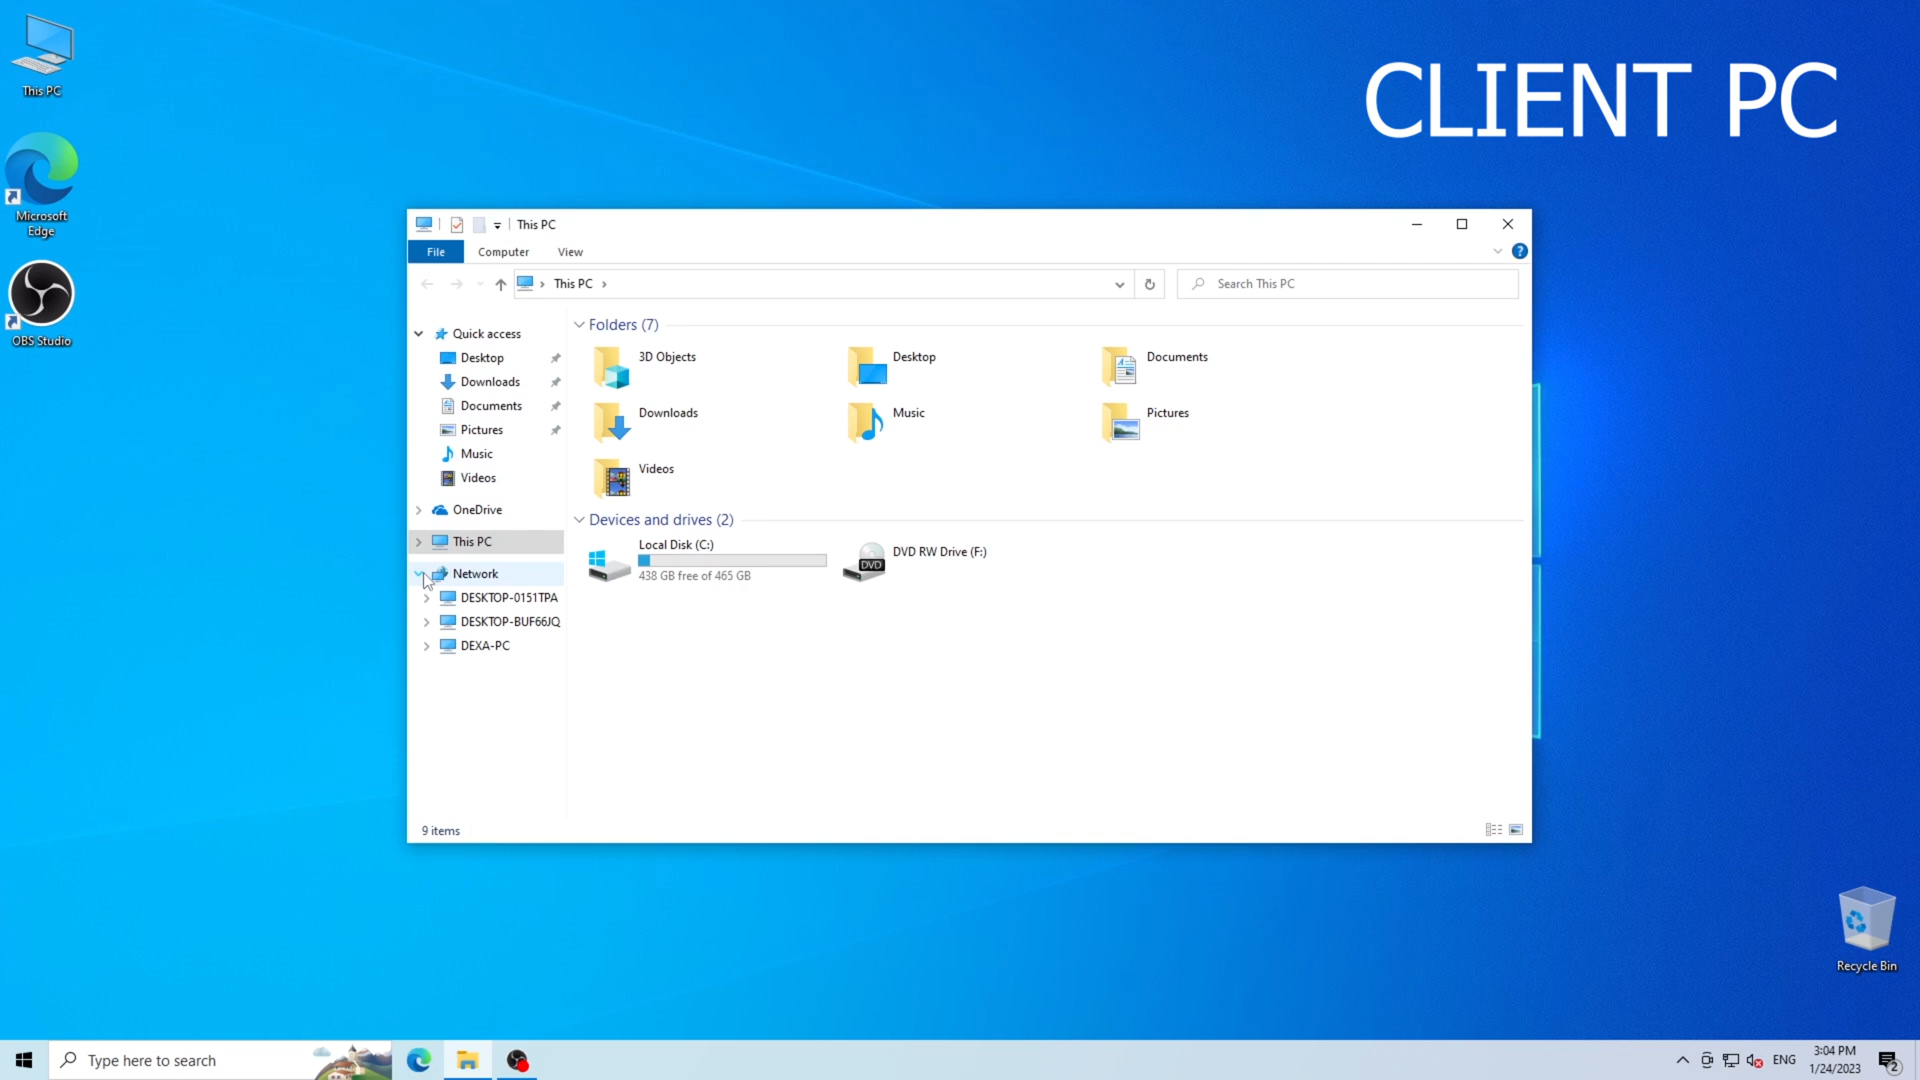 This PC
Microsoft
Edge
OBS Studio
CLIENT PC
This PC
File
Computer
View
?
This PC
Search This PC
Quick access
Desktop
Downloads
Documents
Pictures
Music
Videos
OneDrive
This PC
Network
DESKTOP-0151TPA
DESKTOP-BUF66JQ
DEXA-PC
Folders (7)
3D Objects
Desktop
Documents
Downloads
Music
Pictures
Videos
Devices and drives (2)
Local Disk (C:)
438 GB free of 465 GB
DVD
DVD RW Drive (F:)
9 items
Recycle Bin
Type here to search
ENG
3:04 PM
1/24/2023
2